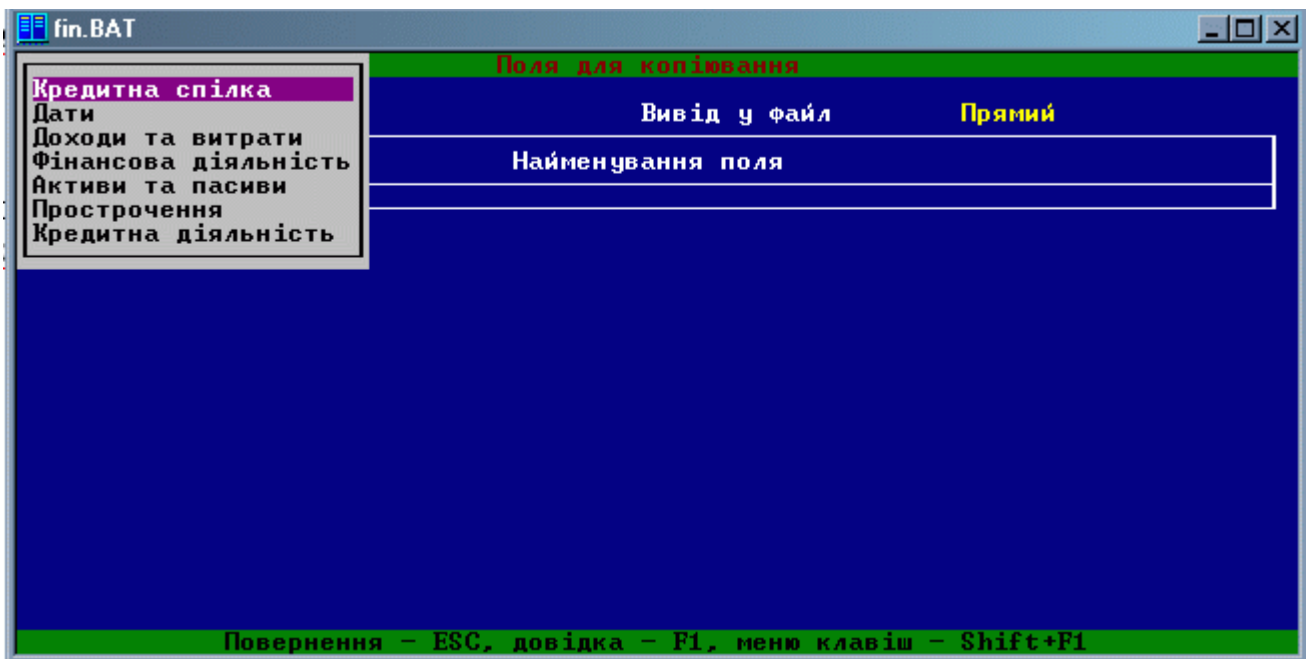 fin.BAT
Поля для копіювання
Кредитна спілка
Дати
Доходи та витрати
Фінансова діяльність
Активи та пасиви
Прострочення
Кредитна діяльність
Вивід у файл Прямий
Найменування поля
Повернення - ESC, довідка - F1, меню клавіш - Shift+F1